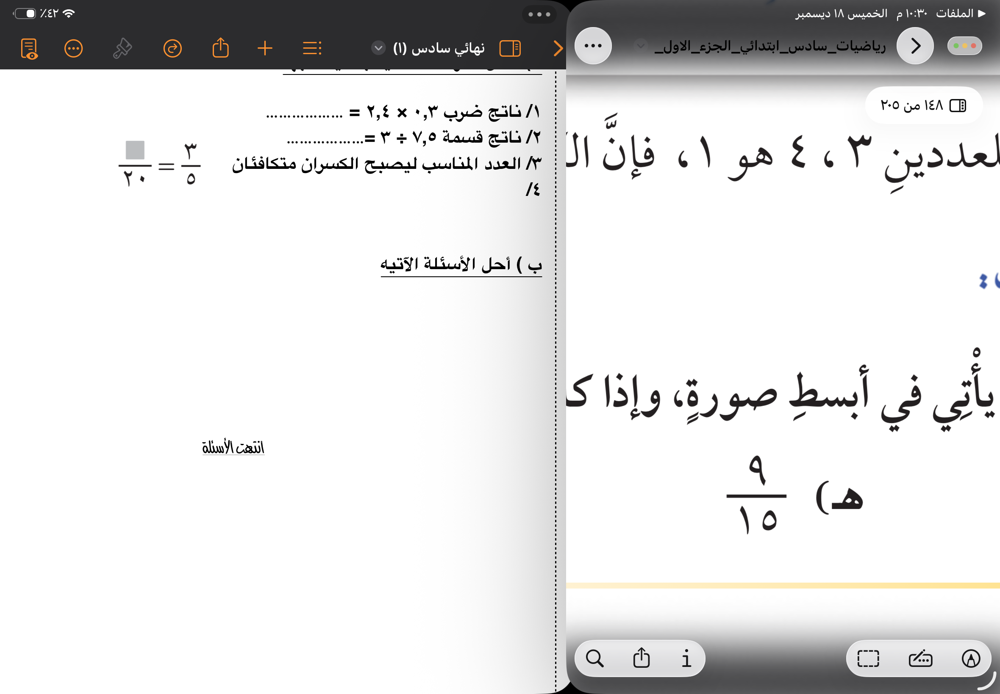 الملفات ١٠:٣٠ م الخميس ١٨ ديسمبر
رياضيات_سادس_ابتدائي_الجزء_الاول_
١٤٨ من ٢٠٥
لعددينِ ٣ ، ٤ هو ١ ، فإنَّ
يأْتِي في أبسطِ صورةٍ، وإذا
هـ) ٩
١٥
٪٤٢
نهائي سادس (١)
١/ ناتج ضرب ٠,٣ × ٢,٤ = ..................
٢/ ناتج قسمة ٧,٥ ÷ ٣ =..................
٣/ العدد المناسب ليصبح الكسران متكافئان
٣ = 
٥ ٢٠
٤/
ب ) أحل الأسئلة الآتيه
انتهت الأسئلة